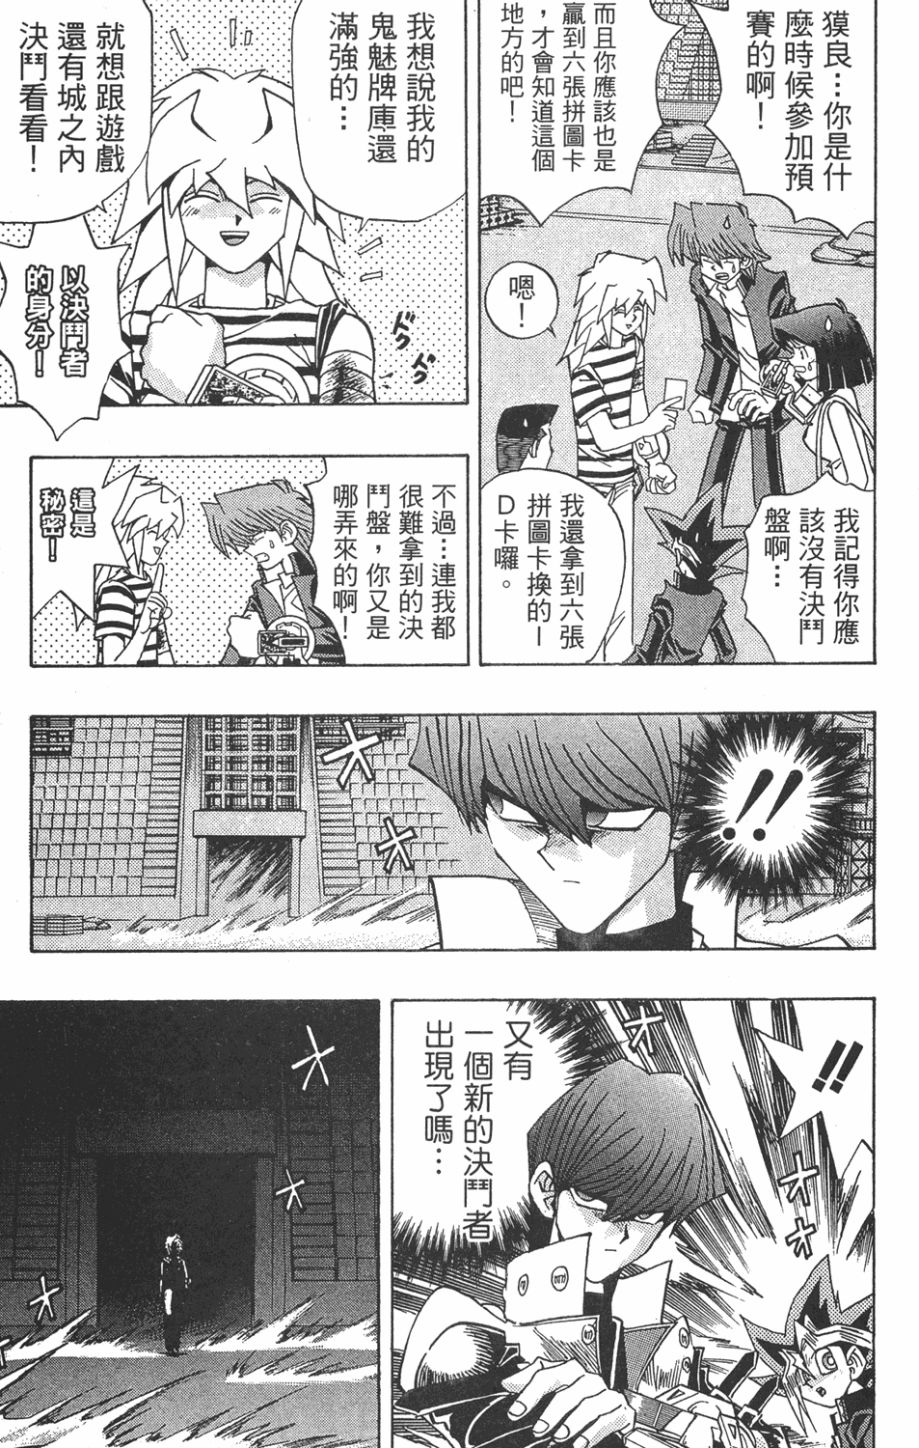 獏良…你是什
麼時候參加預
賽的啊！
而且你應該也是
贏到六張拼圖卡
，才會知道這個
地方的吧！
嗯！
我記得你應
該沒有決鬥
盤啊…
我還拿到六張
拼圖卡換的ー
D卡囉。
我想說我的
鬼魅牌庫還
滿強的…
就想跟遊戲
還有城之內
決鬥看看！
以決鬥者
的身分！
ドクドク
不過…連我都
很難拿到的決
鬥盤，你又是
哪弄來的啊！
這是
秘密！
!!
!!
又有
一個新的決鬥者
出現了嗎…